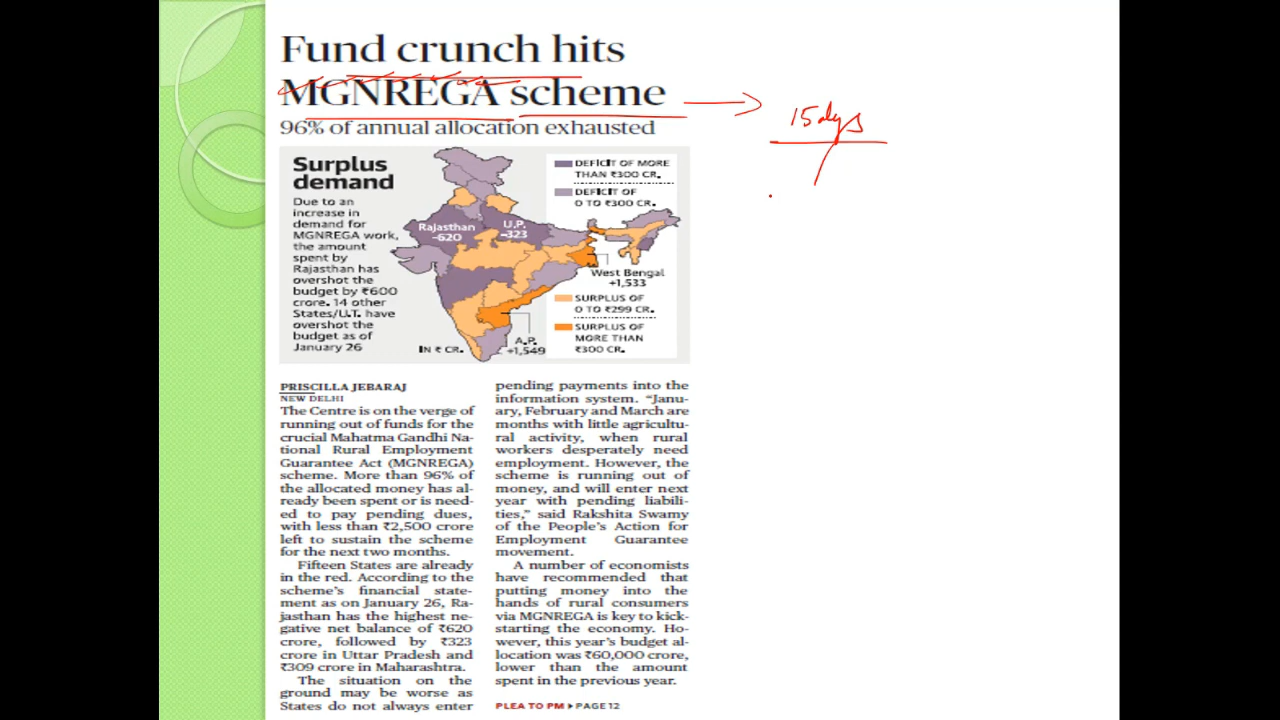 Fund crunch hits
MGNREGA scheme
15 days
96% of annual allocation exhausted
Surplus
demand
Due to an
increase in
demand for
MGNREGA work,
the amount
spent by
Rajasthan has
overshot the
budget by ₹600
crore. 14 other
States/U.T. have
overshot the
budget as of
January 26
DEFICIT OF MORE
THAN ₹300 CR.
DEFICIT OF
0 TO ₹300 CR.
Rajasthan
-620
U.P.
-323
West Bengal
+1,533
SURPLUS OF
0 TO ₹299 CR.
SURPLUS OF
MORE THAN
₹300 CR.
IN ₹ CR.
A.P.
+1,549
PRISCILLA JEBARAJ
NEW DELHI
The Centre is on the verge of
running out of funds for the
crucial Mahatma Gandhi Na-
tional Rural Employment
Guarantee Act (MGNREGA)
scheme. More than 96% of
the allocated money has al-
ready been spent or is need-
ed to pay pending dues,
with less than ₹2,500 crore
left to sustain the scheme
for the next two months.
Fifteen States are already
in the red. According to the
scheme's financial state-
ment as on January 26, Ra-
jasthan has the highest ne-
gative net balance of ₹620
crore, followed by ₹323
crore in Uttar Pradesh and
₹309 crore in Maharashtra.
The situation on the
ground may be worse as
States do not always enter
pending payments into the
information system. "Janu-
ary, February and March are
months with little agricultu-
ral activity, when rural
workers desperately need
employment. However, the
scheme is running out of
money, and will enter next
year with pending liabili-
ties," said Rakshita Swamy
of the People's Action for
Employment Guarantee
movement.
A number of economists
have recommended that
putting money into the
hands of rural consumers
via MGNREGA is key to kick-
starting the economy. Ho-
wever, this year's budget al-
location was ₹60,000 crore,
lower than the amount
spent in the previous year.
PLEA TO PM ▸ PAGE 12